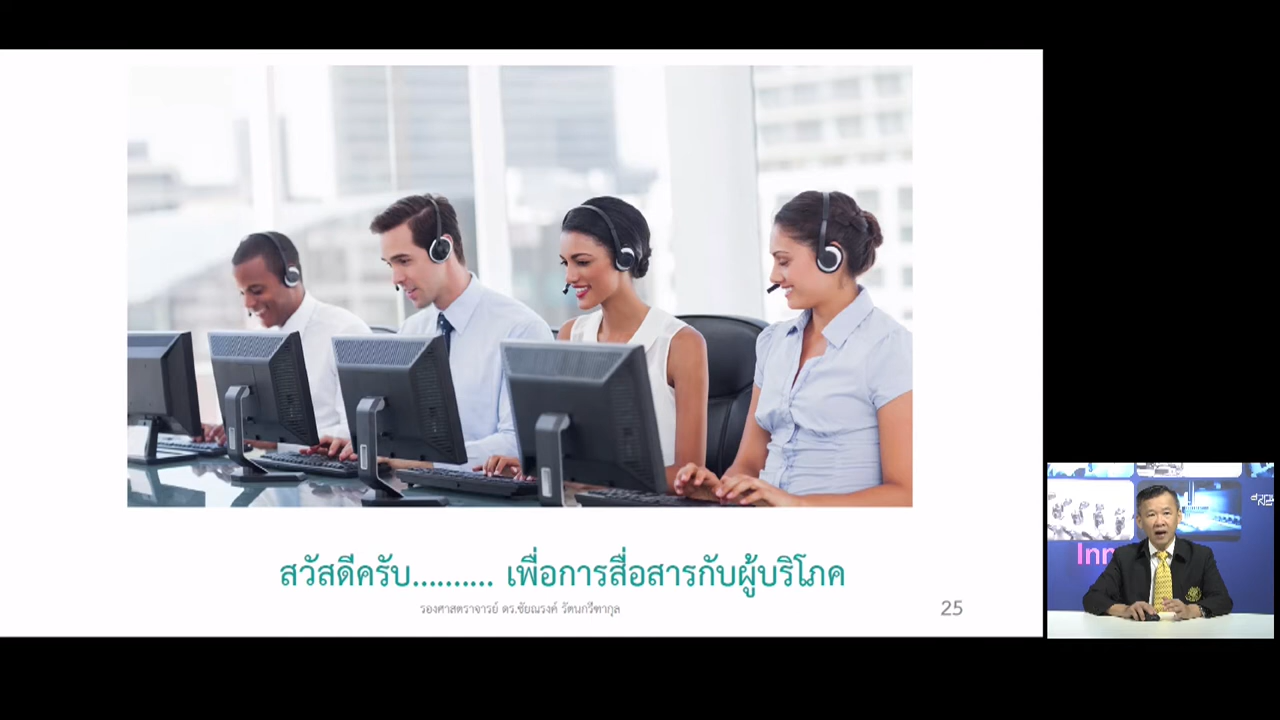 สวัสดีครับ.......... เพื่อการสื่อสารกับผู้บริโภค
รองศาสตราจารย์ ดร.ชัยณรงค์ รัตนกรีฑากุล
25
Inn